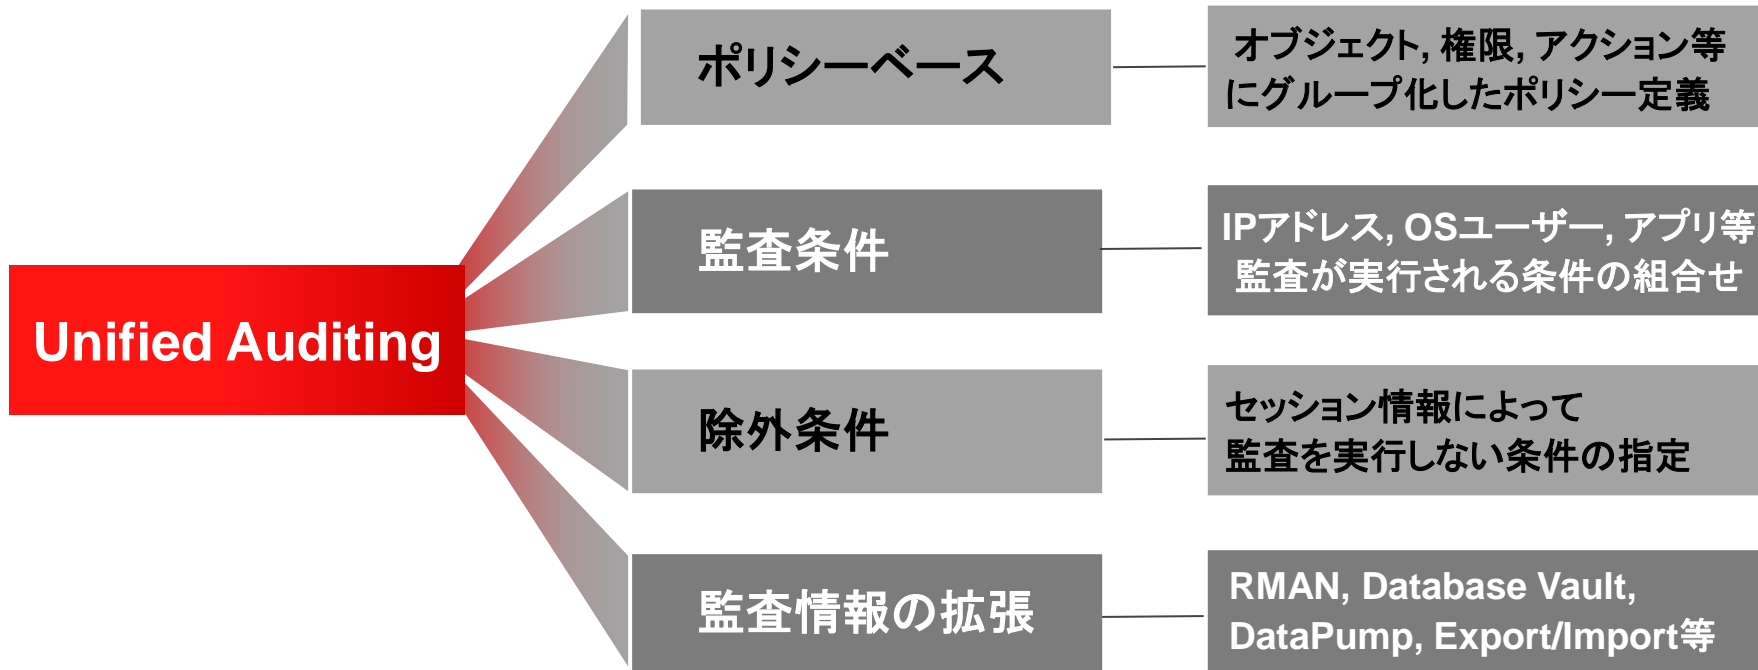 Unified Auditing
ポリシーベース
オブジェクト, 権限, アクション等
にグループ化したポリシー定義
監査条件
IPアドレス, OSユーザー, アプリ等
監査が実行される条件の組合せ
除外条件
セッション情報によって
監査を実行しない条件の指定
監査情報の拡張
RMAN, Database Vault,
DataPump, Export/Import等